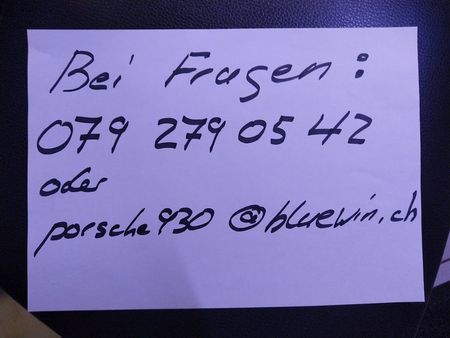 Bei Fragen:
079 279 05 42
oder
porsche930@bluewin.ch